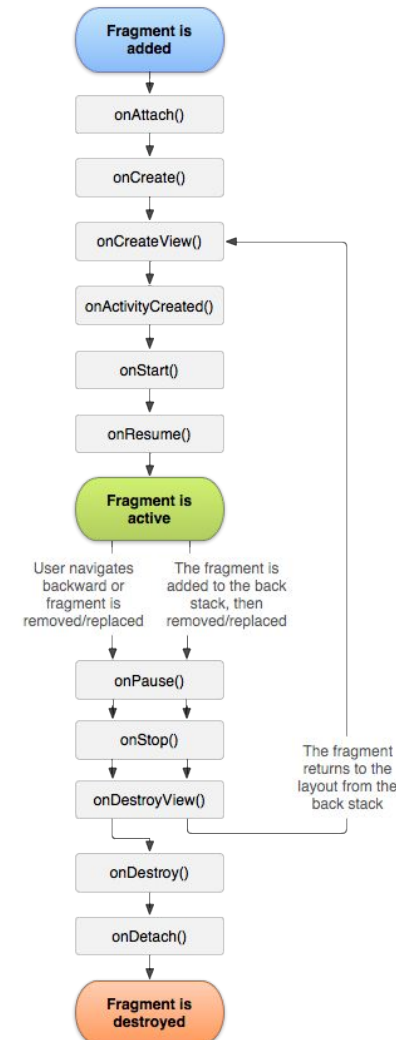 Fragment is
added
onAttach()
onCreate()
onCreateView()
onActivityCreated()
onStart()
onResume()
Fragment is
active
User navigates
backward or
fragment is
removed/replaced
The fragment is
added to the back
stack, then
removed/replaced
onPause()
onStop()
onDestroyView()
The fragment
returns to the
layout from the
back stack
onDestroy()
onDetach()
Fragment is
destroyed